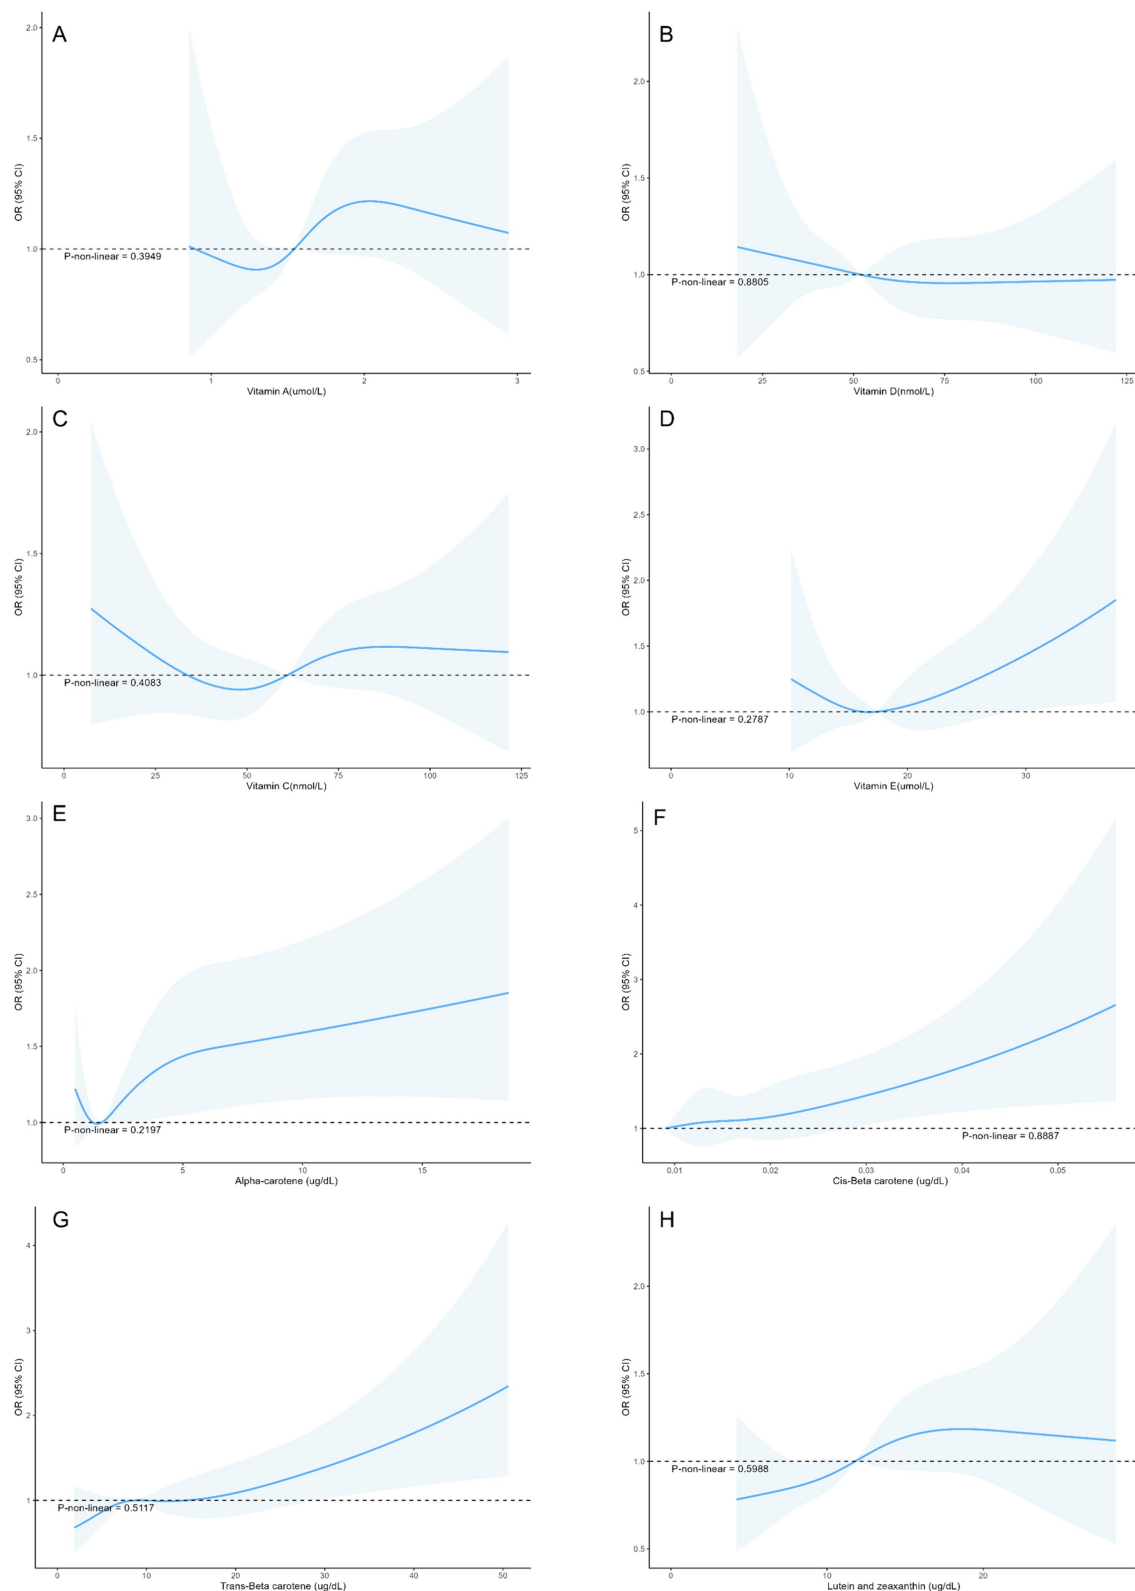 A
OR (95% CI)
2.0
1.5
1.0
0.5
P-non-linear = 0.3949
0 1 2 3
Vitamin A(umol/L)
B
OR (95% CI)
2.0
1.5
1.0
0.5
P-non-linear = 0.8805
0 25 50 75 100 125
Vitamin D(nmol/L)
C
OR (95% CI)
2.0
1.5
1.0
P-non-linear = 0.4083
0 25 50 75 100 125
Vitamin C(nmol/L)
D
OR (95% CI)
3.0
2.5
2.0
1.5
1.0
P-non-linear = 0.2787
0 10 20 30
Vitamin E(umol/L)
E
OR (95% CI)
3.0
2.5
2.0
1.5
1.0
P-non-linear = 0.2197
0 5 10 15
Alpha-carotene (ug/dL)
F
OR (95% CI)
5
4
3
2
1
P-non-linear = 0.8887
0.01 0.02 0.03 0.04 0.05
Cis-Beta carotene (ug/dL)
G
OR (95% CI)
4
3
2
1
P-non-linear = 0.5117
0 10 20 30 40 50
Trans-Beta carotene (ug/dL)
H
OR (95% CI)
2.0
1.5
1.0
0.5
P-non-linear = 0.5988
0 10 20
Lutein and zeaxanthin (ug/dL)